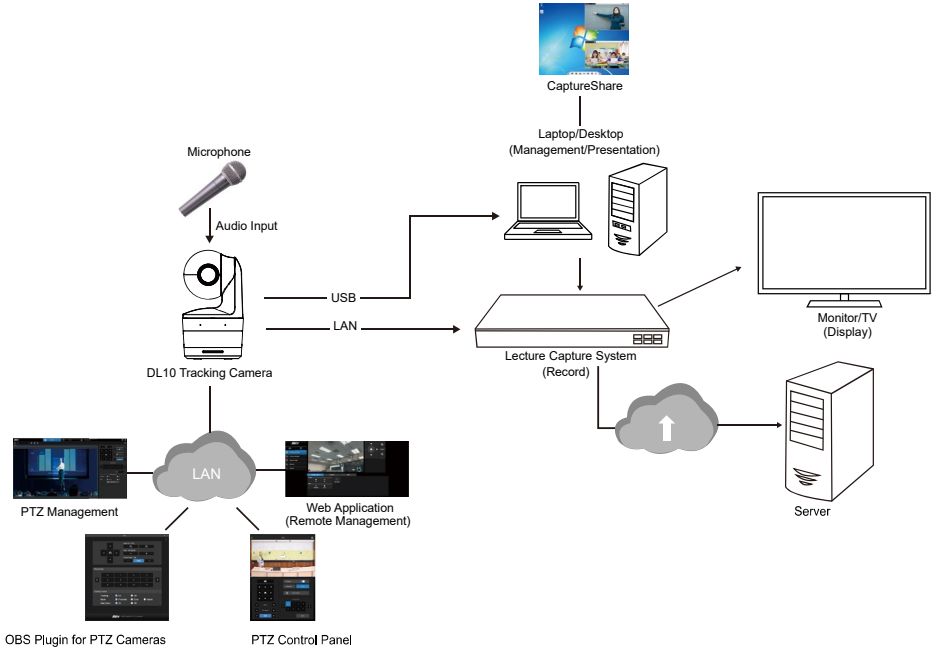 CaptureShare
Laptop/Desktop
(Management/Presentation)
Microphone
Audio Input
USB
LAN
Monitor/TV
(Display)
Lecture Capture System
(Record)
DL10 Tracking Camera
LAN
PTZ Management
Web Application
(Remote Management)
Server
OBS Plugin for PTZ Cameras
PTZ Control Panel